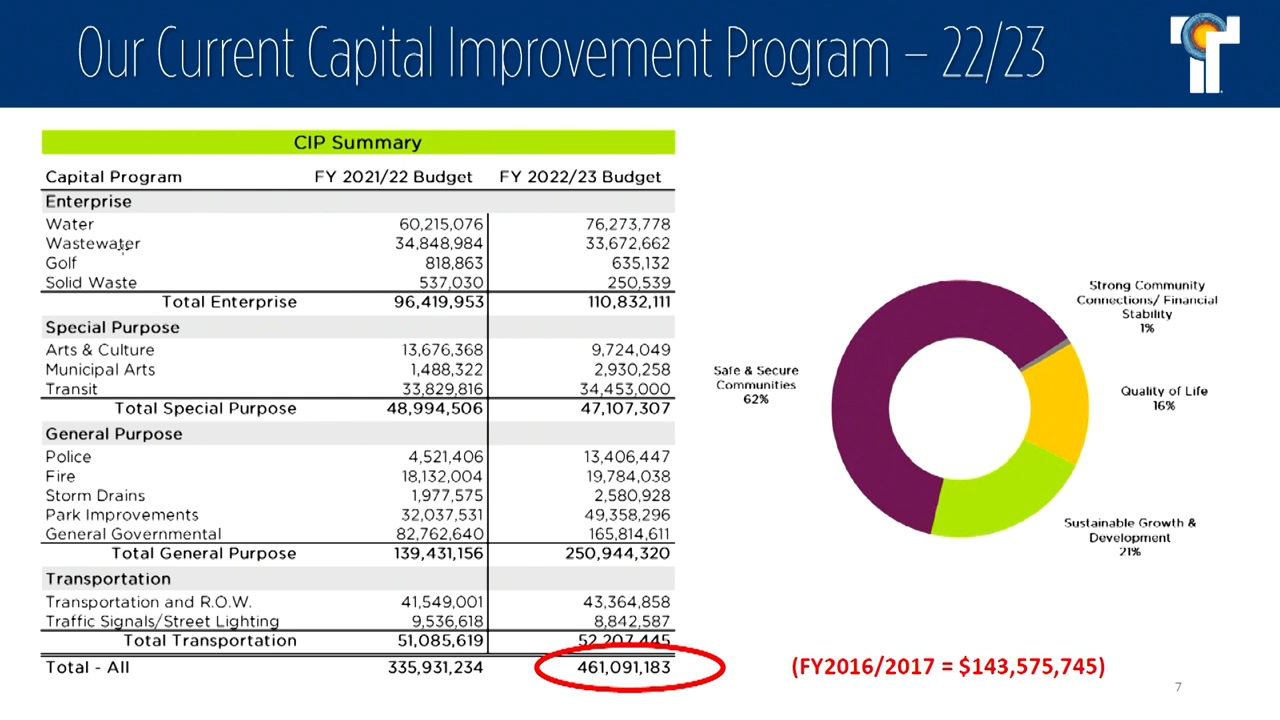 Our Current Capital Improvement Program – 22/23
CIP Summary
Capital Program FY 2021/22 Budget FY 2022/23 Budget
Enterprise
Water 60,215,076 76,273,778
Wastewater 34,848,984 33,672,662
Golf 818,863 635,132
Solid Waste 537,030 250,539
Total Enterprise 96,419,953 110,832,111
Special Purpose
Arts & Culture 13,676,368 9,724,049
Municipal Arts 1,488,322 2,930,258
Transit 33,829,816 34,453,000
Total Special Purpose 48,994,506 47,107,307
General Purpose
Police 4,521,406 13,406,447
Fire 18,132,004 19,784,038
Storm Drains 1,977,575 2,580,928
Park Improvements 32,037,531 49,358,296
General Governmental 82,762,640 165,814,611
Total General Purpose 139,431,156 250,944,320
Transportation
Transportation and R.O.W. 41,549,001 43,364,858
Traffic Signals/Street Lighting 9,536,618 8,842,587
Total Transportation 51,085,619 52,207,445
Total - All 335,931,234 461,091,183
Strong Community
Connections/ Financial
Stability
1%
Safe & Secure
Communities
62%
Quality of Life
16%
Sustainable Growth &
Development
21%
(FY2016/2017 = $143,575,745)
7